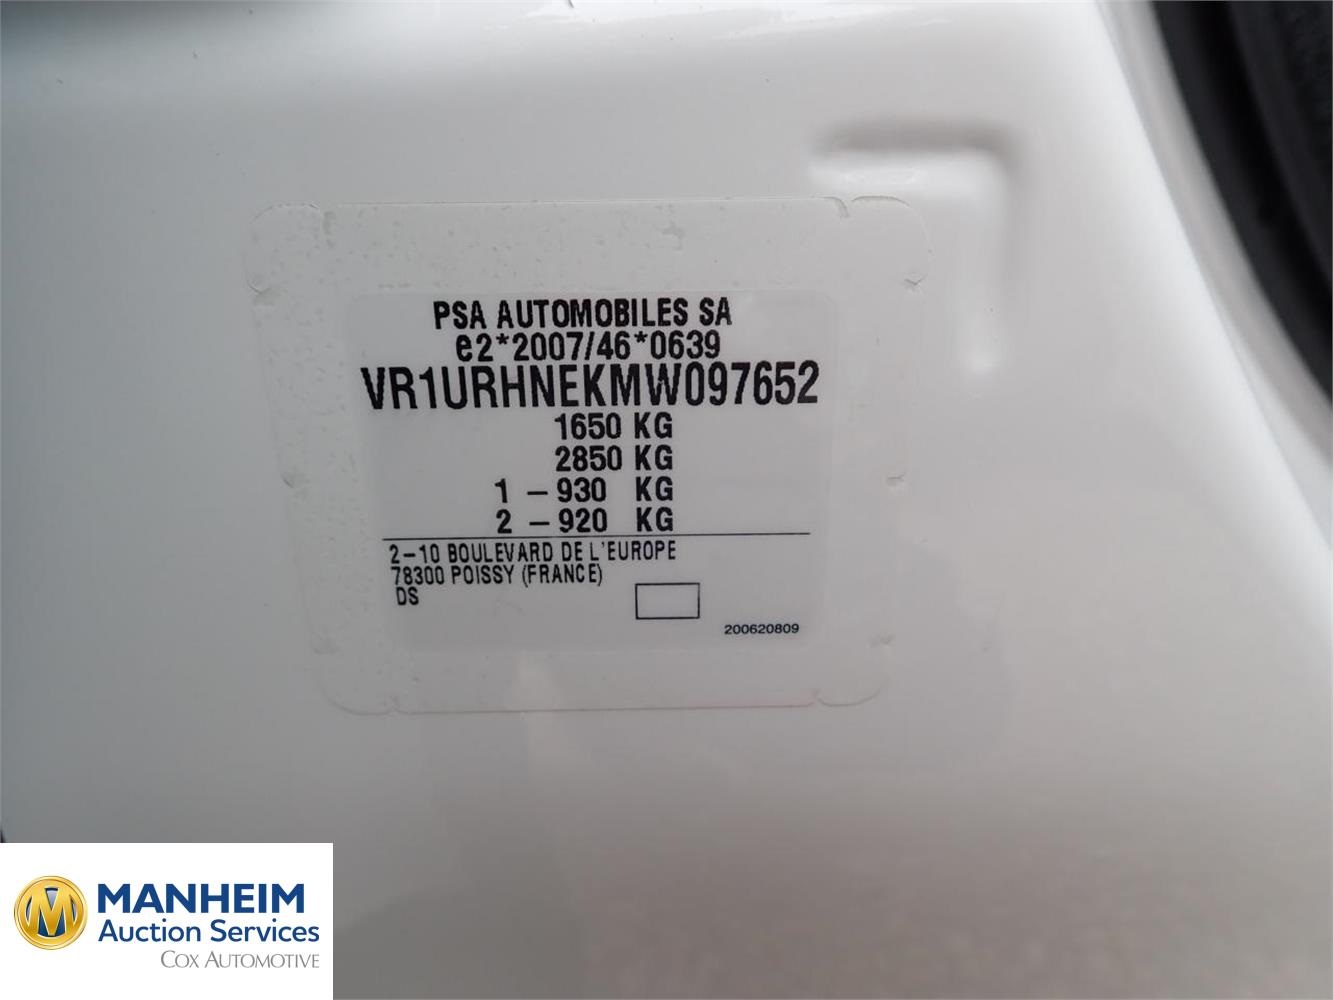 PSA AUTOMOBILES SA
e2*2007/46*0639
VR1URHNEKMW097652
1650 KG
2850 KG
1 – 930 KG
2 – 920 KG
2–10 BOULEVARD DE L'EUROPE
78300 POISSY (FRANCE)
DS
200620809
MANHEIM
Auction Services
COX AUTOMOTIVE